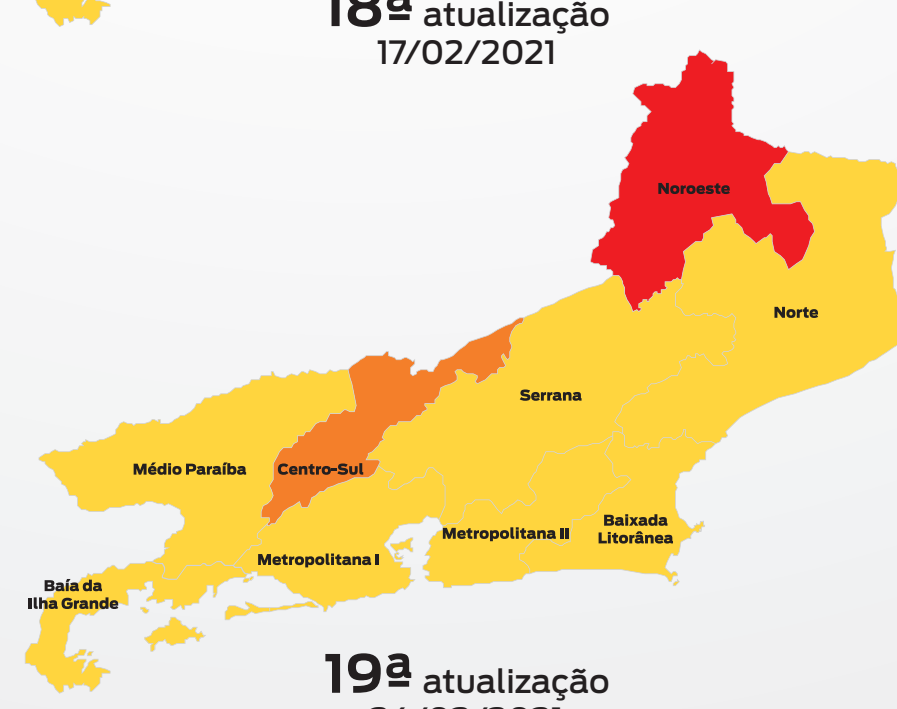 18ª atualização
17/02/2021
Noroeste
Norte
Serrana
Médio Paraíba
Centro-Sul
Baixada
Litorânea
Metropolitana II
Metropolitana I
Baía da
Ilha Grande
19ª atualização